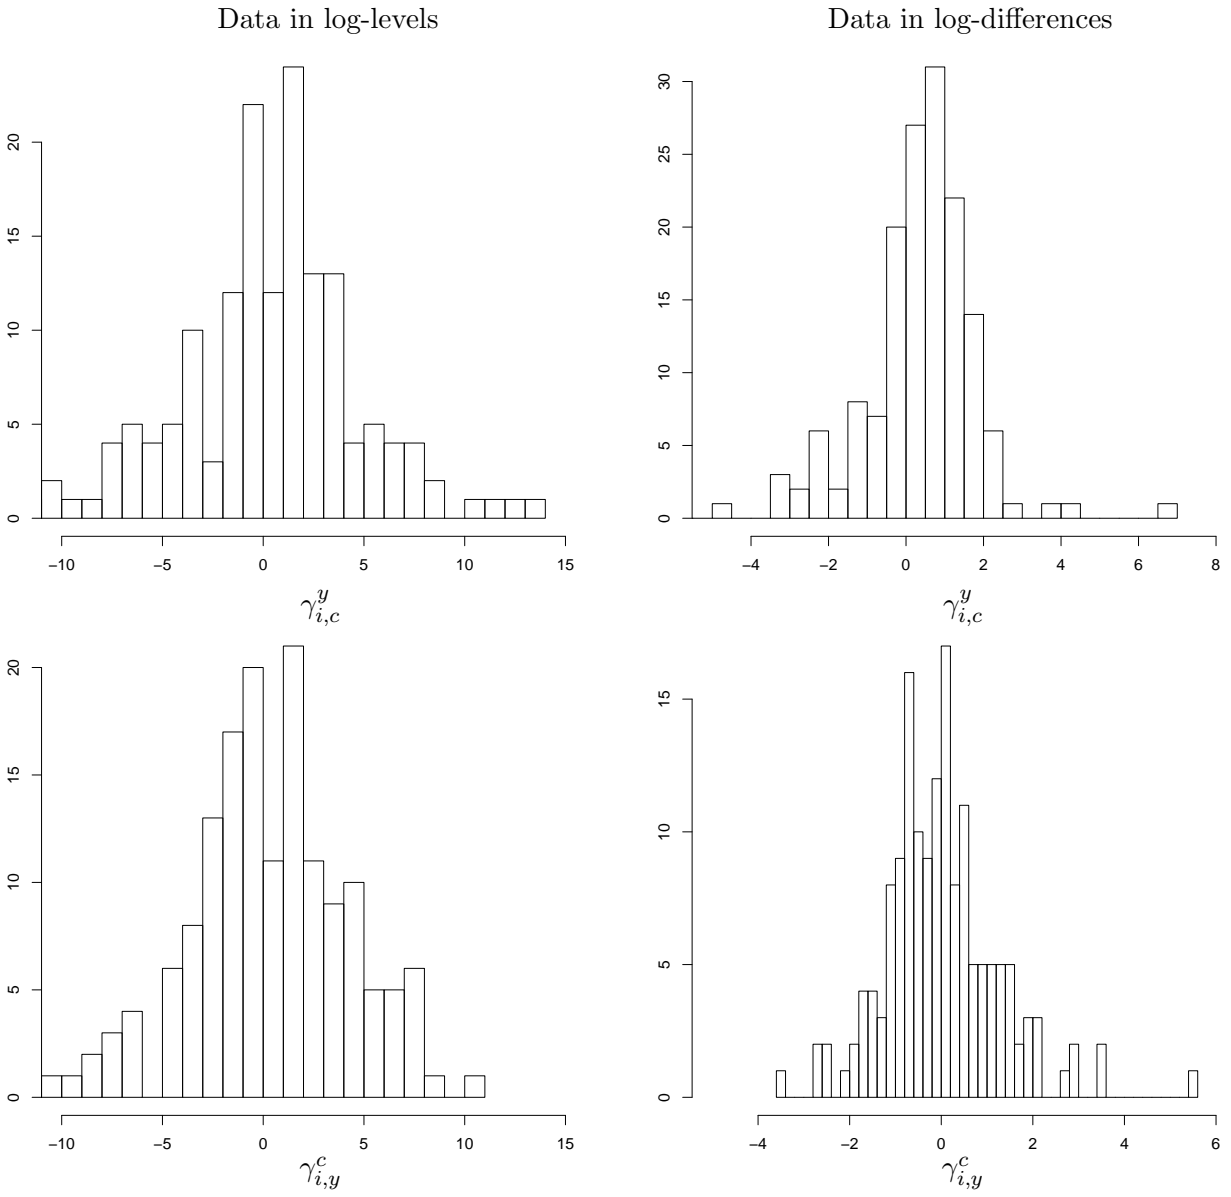 Data in log-levels
Data in log-differences
0 5 10 15 20
−10 −5 0 5 10 15
γ^y_{i,c}
0 5 10 15 20 25 30
−4 −2 0 2 4 6 8
γ^y_{i,c}
0 5 10 15 20
−10 −5 0 5 10 15
γ^c_{i,y}
0 5 10 15
−4 −2 0 2 4 6
γ^c_{i,y}